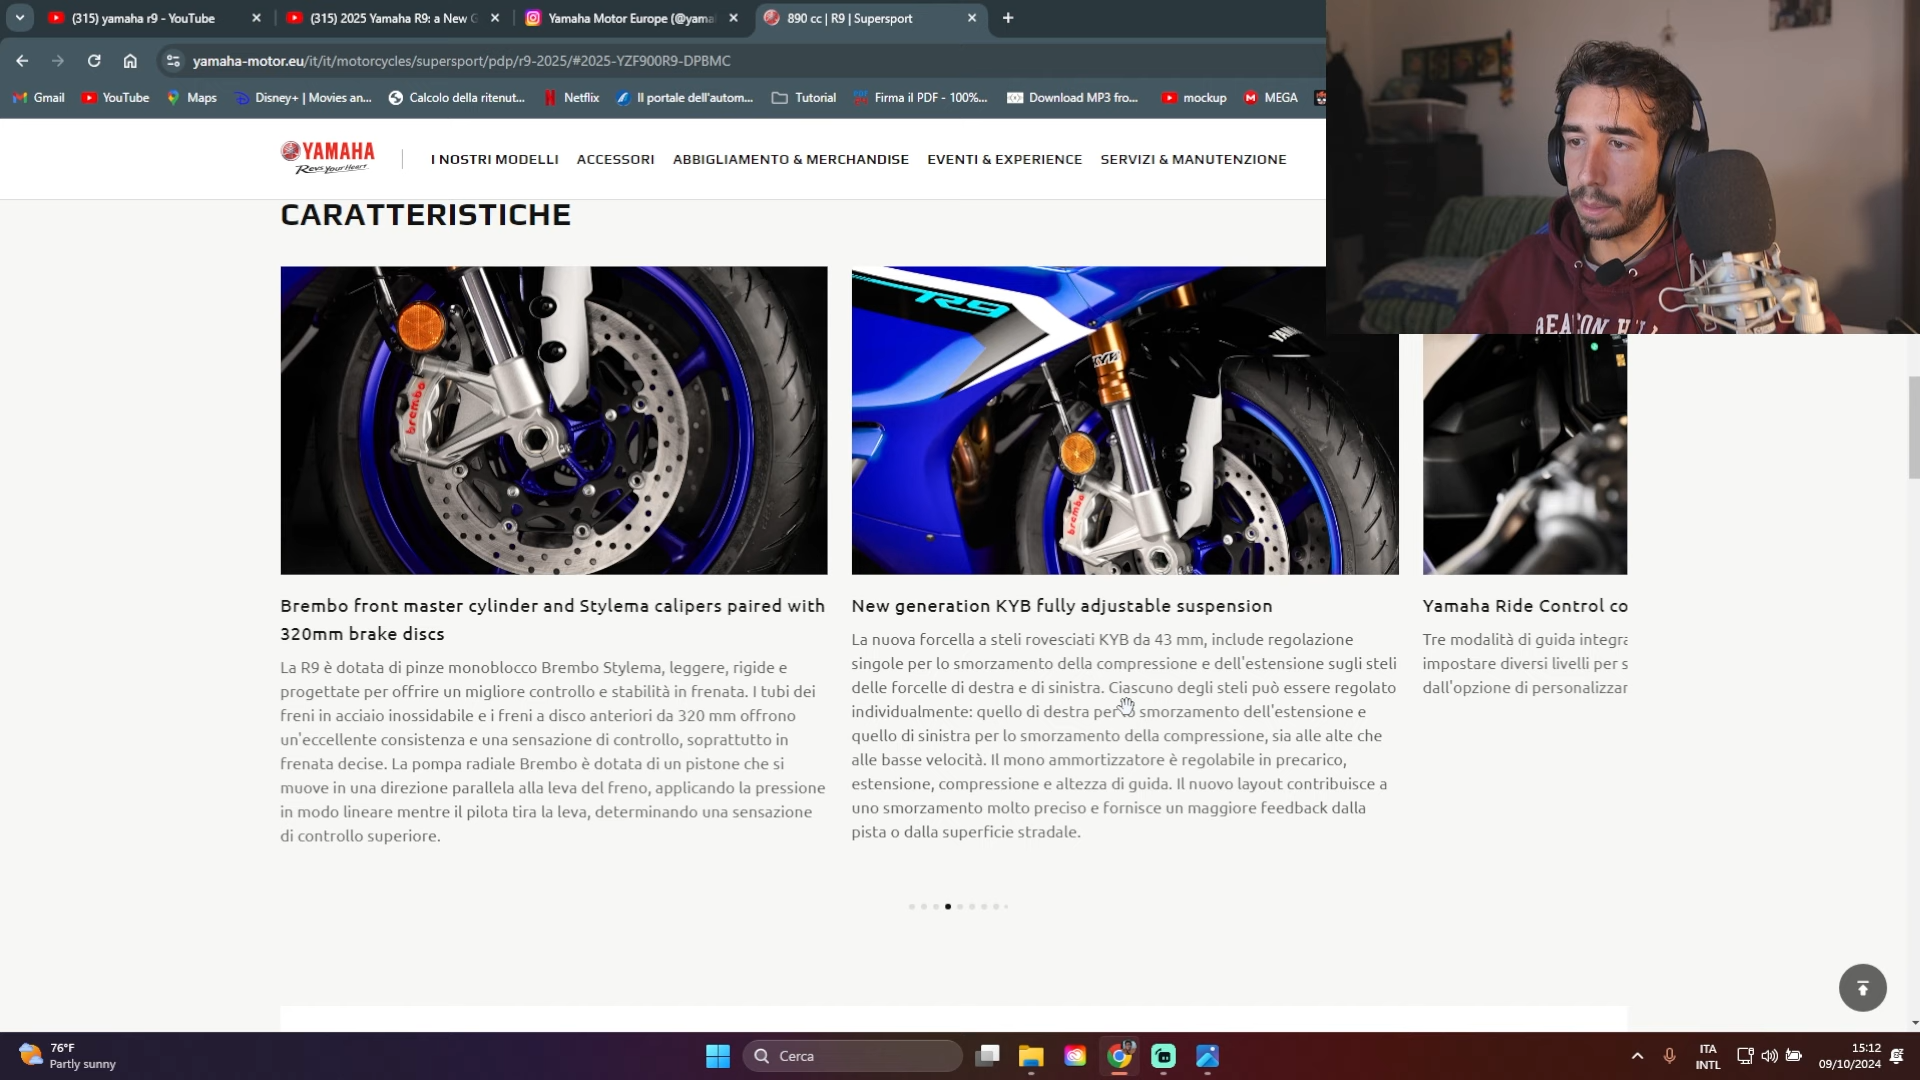 (315) yamaha r9 - YouTube
(315) 2025 Yamaha R9: a New G
Yamaha Motor Europe (@yama
890 cc | R9 | Supersport
yamaha-motor.eu/it/it/motorcycles/supersport/pdp/r9-2025/#2025-YZF900R9-DPBMC
Gmail
YouTube
Maps
Disney+ | Movies an...
Calcolo della ritenut...
Netflix
Il portale dell'autom...
Tutorial
Firma il PDF - 100%...
Download MP3 fro...
mockup
MEGA
YAMAHA
Revs Your Heart
I NOSTRI MODELLI
ACCESSORI
ABBIGLIAMENTO & MERCHANDISE
EVENTI & EXPERIENCE
SERVIZI & MANUTENZIONE
CARATTERISTICHE
brembo
R9
KYB
YAMA
brembo
BEACON HILL
Brembo front master cylinder and Stylema calipers paired with
320mm brake discs
La R9 è dotata di pinze monoblocco Brembo Stylema, leggere, rigide e
progettate per offrire un migliore controllo e stabilità in frenata. I tubi dei
freni in acciaio inossidabile e i freni a disco anteriori da 320 mm offrono
un'eccellente consistenza e una sensazione di controllo, soprattutto in
frenata decise. La pompa radiale Brembo è dotata di un pistone che si
muove in una direzione parallela alla leva del freno, applicando la pressione
in modo lineare mentre il pilota tira la leva, determinando una sensazione
di controllo superiore.
New generation KYB fully adjustable suspension
La nuova forcella a steli rovesciati KYB da 43 mm, include regolazione
singole per lo smorzamento della compressione e dell'estensione sugli steli
delle forcelle di destra e di sinistra. Ciascuno degli steli può essere regolato
individualmente: quello di destra per smorzamento dell'estensione e
quello di sinistra per lo smorzamento della compressione, sia alle alte che
alle basse velocità. Il mono ammortizzatore è regolabile in precarico,
estensione, compressione e altezza di guida. Il nuovo layout contribuisce a
uno smorzamento molto preciso e fornisce un maggiore feedback dalla
pista o dalla superficie stradale.
Yamaha Ride Control co
Tre modalità di guida integra
impostare diversi livelli per s
dall'opzione di personalizzar
76°F
Partly sunny
Cerca
ITA
INTL
15:12
09/10/2024